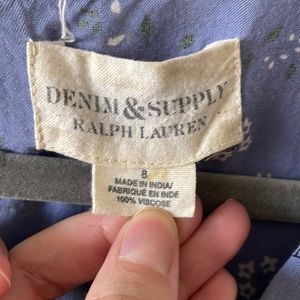 DENIM & SUPPLY
RALPH LAUREN
8
MADE IN INDIA/
FABRIQUÉ EN INDE
100% VISCOSE